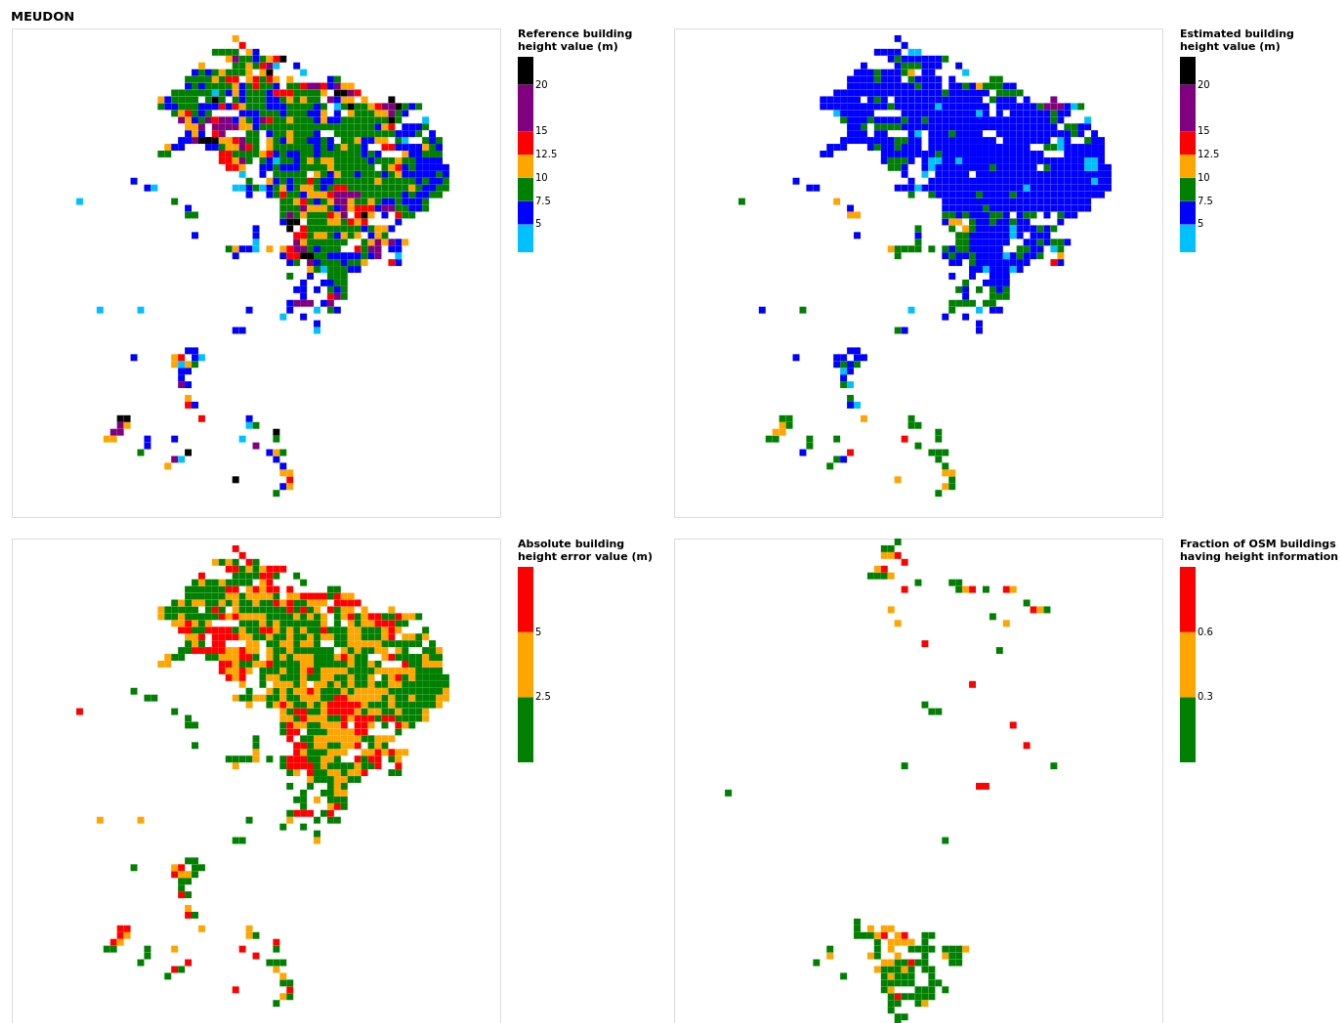 MEUDON
Reference building
height value (m)
20
15
12.5
10
7.5
5
Estimated building
height value (m)
20
15
12.5
10
7.5
5
Absolute building
height error value (m)
5
2.5
Fraction of OSM buildings
having height information
0.6
0.3